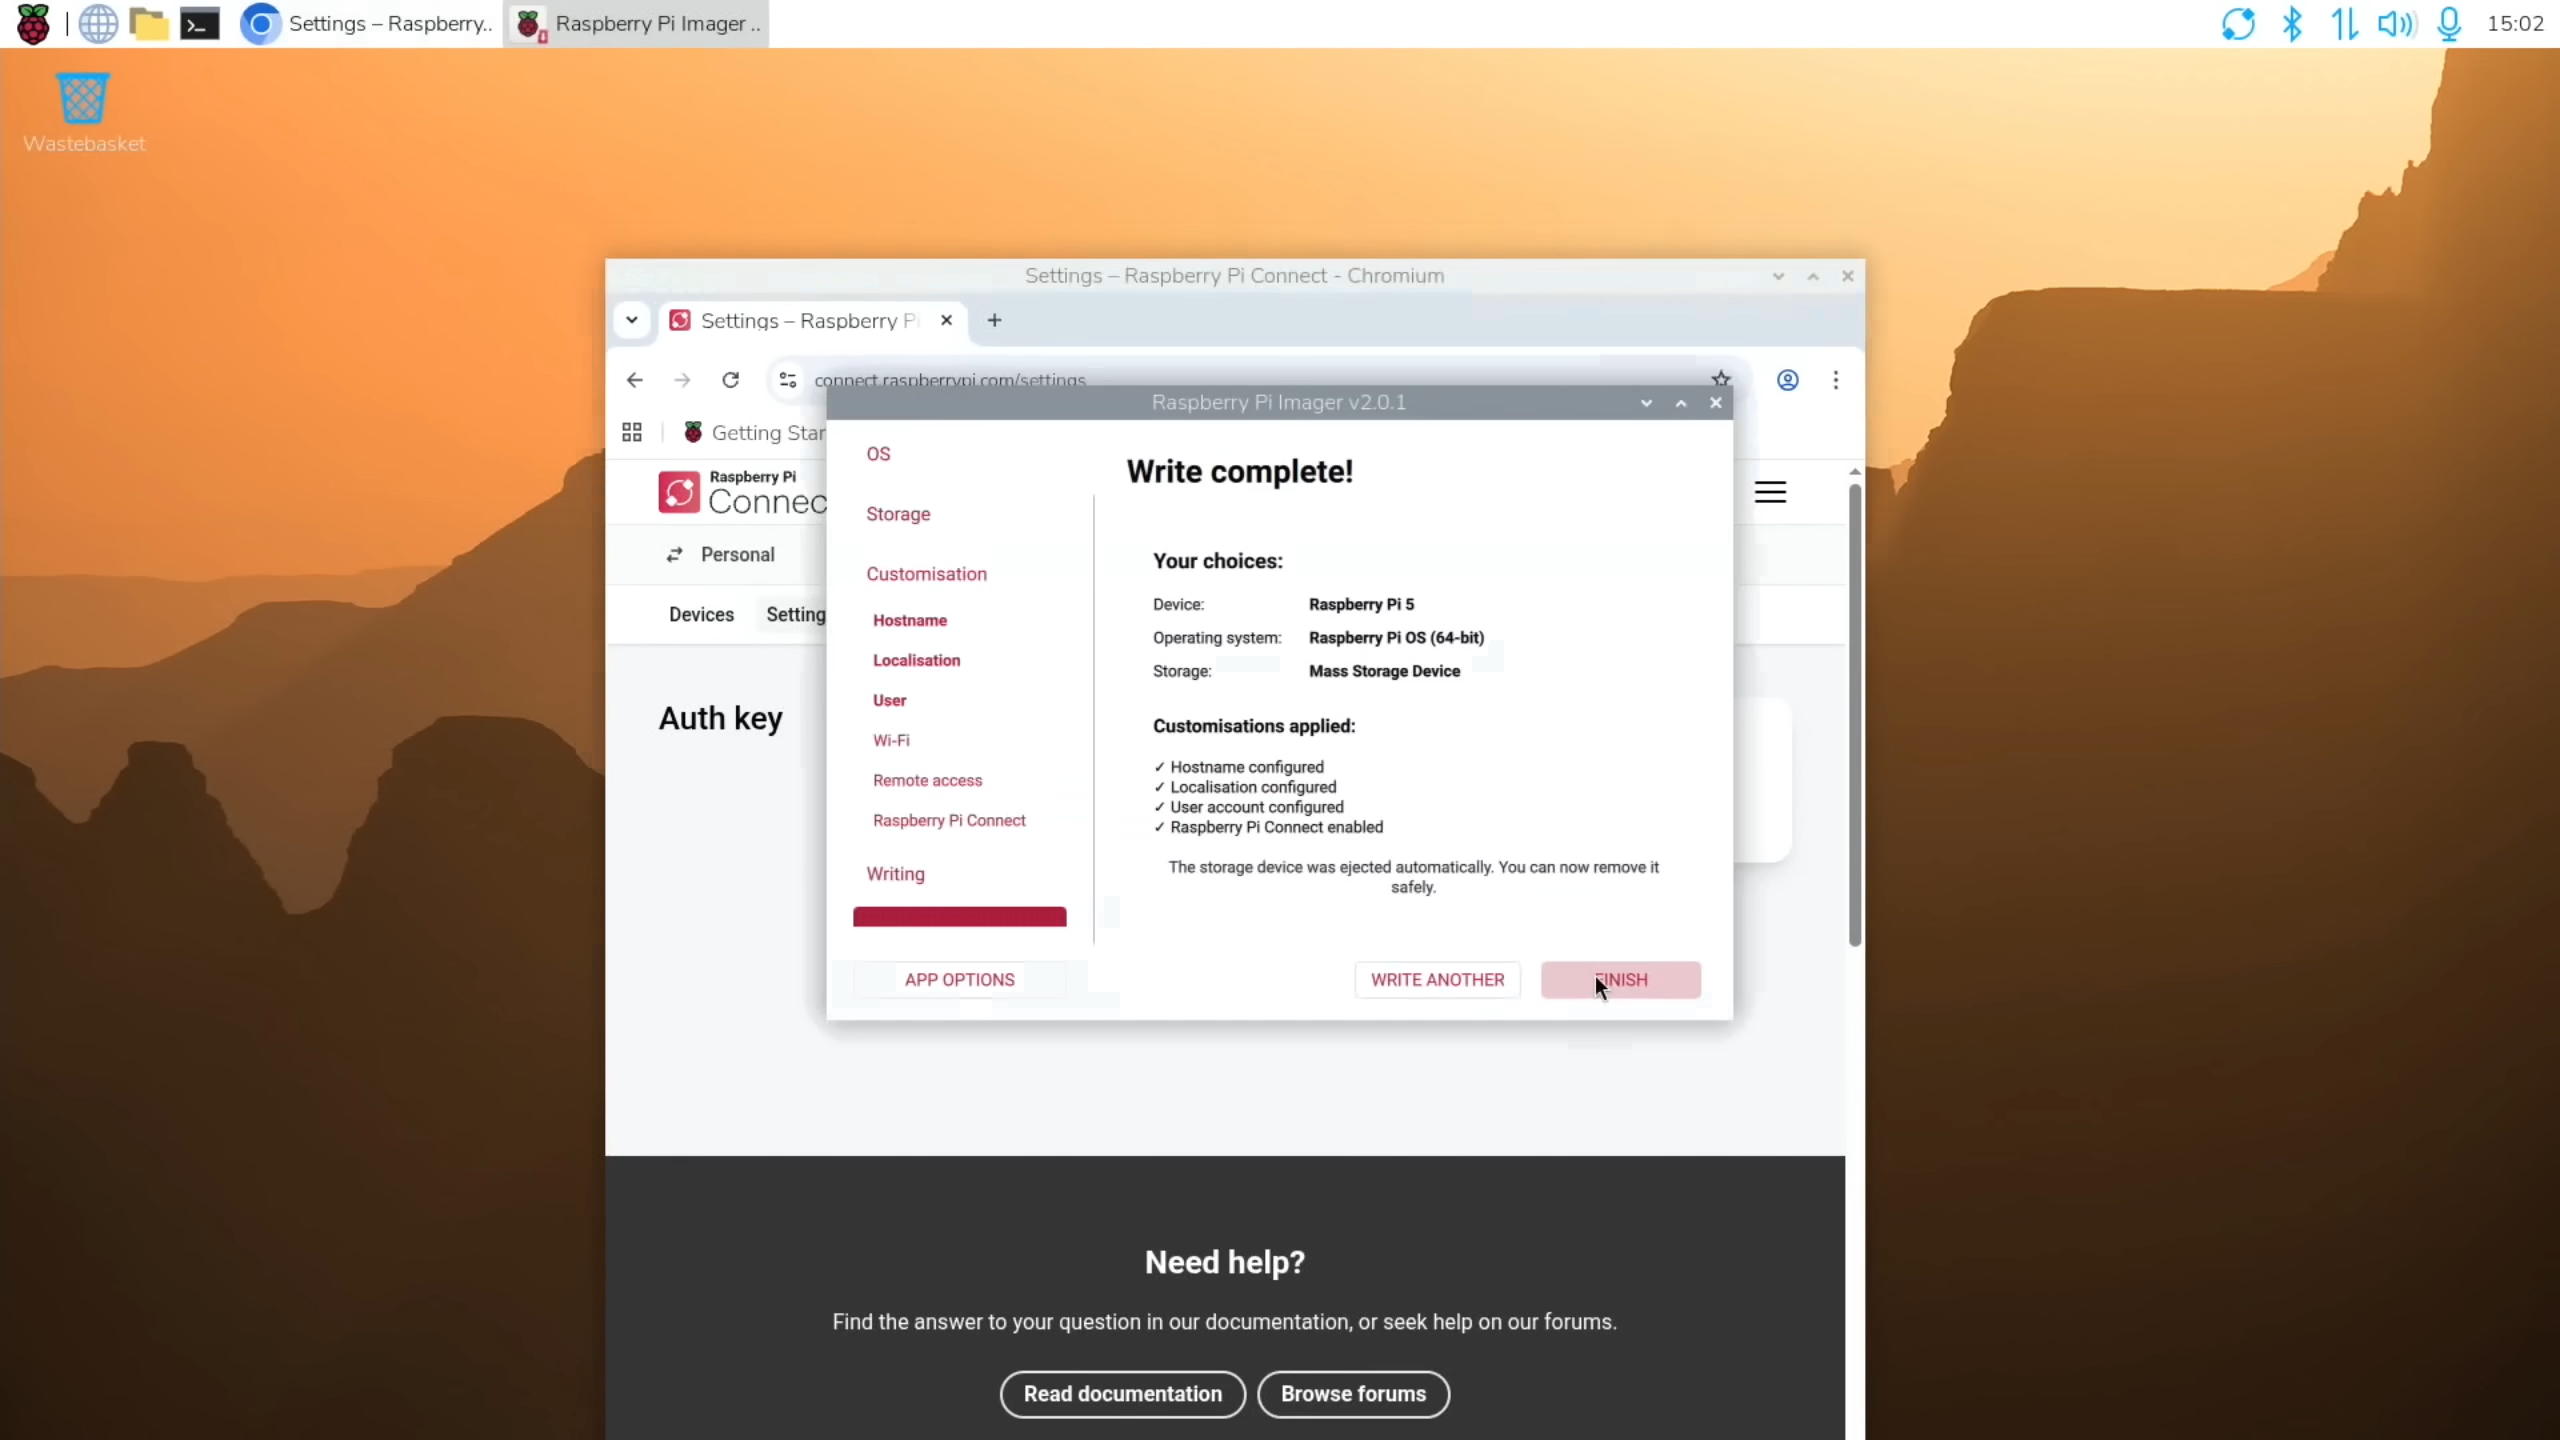 Settings – Raspberry..
Raspberry Pi Imager ..
15:02
Wastebasket
Settings – Raspberry Pi Connect - Chromium
Settings – Raspberry P
connect.raspberrypi.com/settings
Getting Star
Raspberry Pi
Connec
Personal
Devices
Setting
Auth key
Raspberry Pi Imager v2.0.1
OS
Storage
Customisation
Hostname
Localisation
User
Wi-Fi
Remote access
Raspberry Pi Connect
Writing
APP OPTIONS
Write complete!
Your choices:
Device: Raspberry Pi 5
Operating system: Raspberry Pi OS (64-bit)
Storage: Mass Storage Device
Customisations applied:
✓ Hostname configured
✓ Localisation configured
✓ User account configured
✓ Raspberry Pi Connect enabled
The storage device was ejected automatically. You can now remove it
safely.
WRITE ANOTHER
FINISH
Need help?
Find the answer to your question in our documentation, or seek help on our forums.
Read documentation
Browse forums